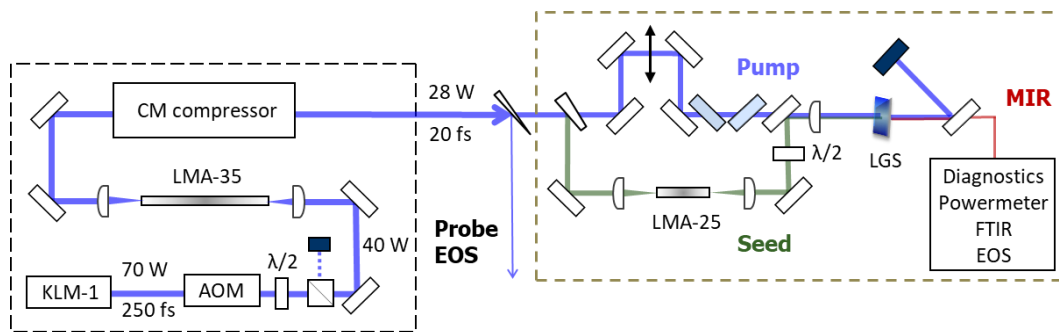 CM compressor
28 W
20 fs
LMA-35
40 W
KLM-1
70 W
250 fs
AOM
λ/2
Probe
EOS
Pump
MIR
λ/2
LGS
LMA-25
Seed
Diagnostics
Powermeter
FTIR
EOS